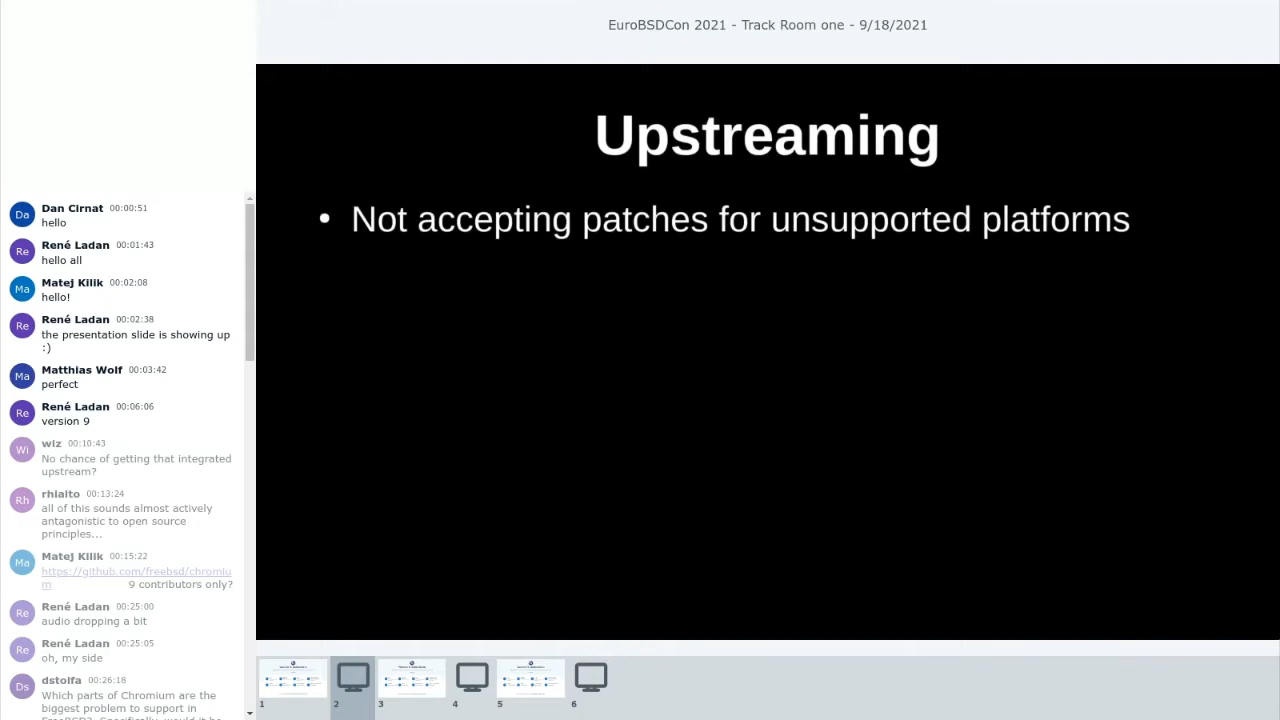 EuroBSDCon 2021 - Track Room one - 9/18/2021
Upstreaming
• Not accepting patches for unsupported platforms
Da Dan Cirnat 00:00:51
hello
Re René Ladan 00:01:43
hello all
Ma Matej Kilik 00:02:08
hello!
Re René Ladan 00:02:38
the presentation slide is showing up
:)
Ma Matthias Wolf 00:03:42
perfect
Re René Ladan 00:06:06
version 9
Wi wiz 00:10:43
No chance of getting that integrated
upstream?
Rh rhialto 00:13:24
all of this sounds almost actively
antagonistic to open source
principles...
Ma Matej Kilik 00:15:22
https://github.com/freebsd/chromiu
m 9 contributors only?
Re René Ladan 00:25:00
audio dropping a bit
Re René Ladan 00:25:05
oh, my side
Ds dstolfa 00:26:18
Which parts of Chromium are the
biggest problem to support in
FreeBSD? Specifically, would it be
1
2
3
4
5
6